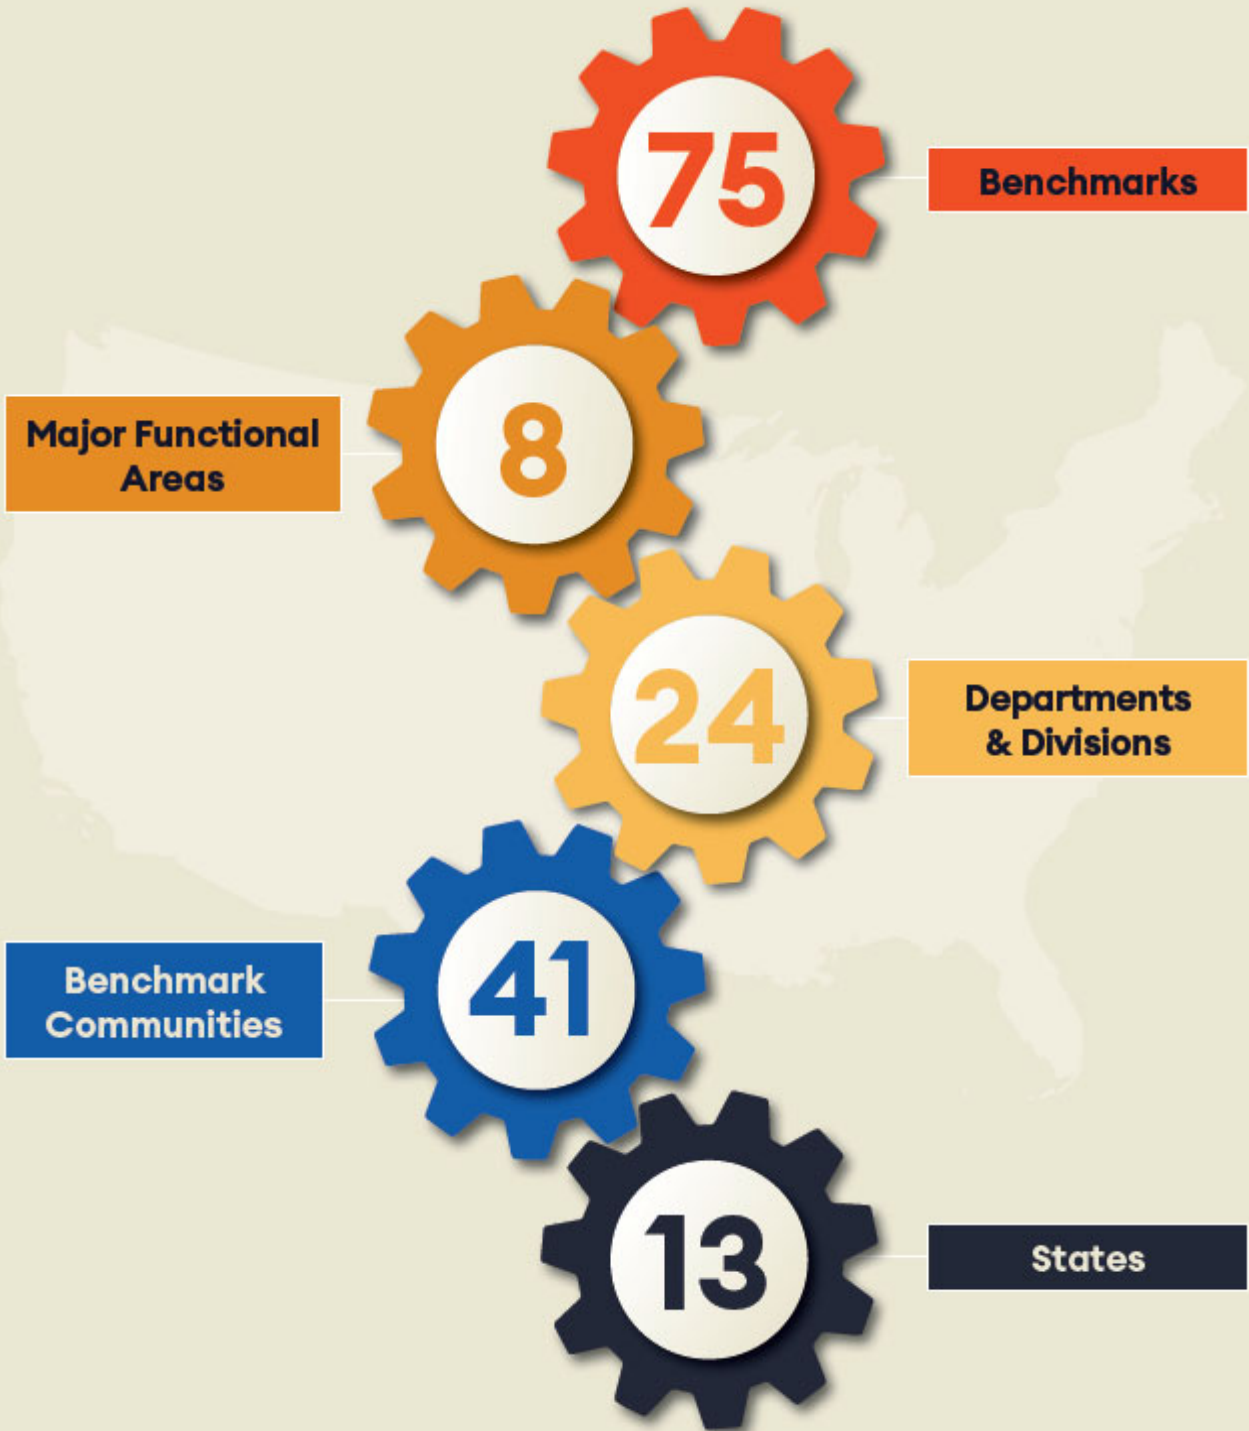 75
Benchmarks
8
Major Functional
Areas
24
Departments
& Divisions
41
Benchmark
Communities
13
States